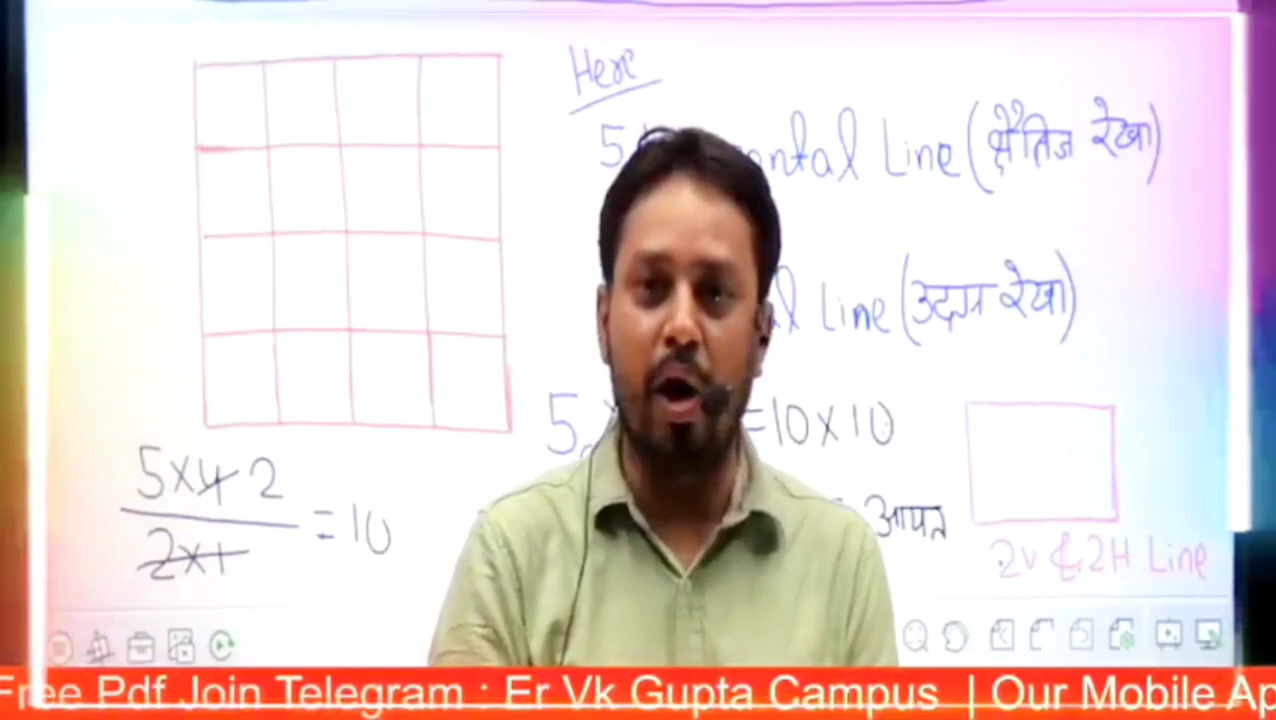 Here
5 ntal Line (क्षैतिज रेखा)
l Line (उदग्र रेखा)
5 = 10 X 10
5 X 4 2
2 x 1
= 10
आयत
2V & 2H Line
Free Pdf Join Telegram : Er Vk Gupta Campus | Our Mobile Ap